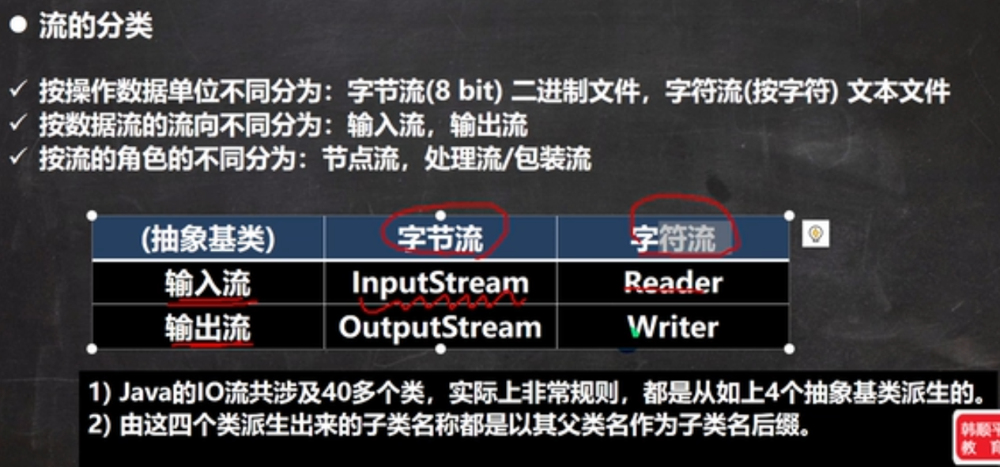 ● 流的分类
✓ 按操作数据单位不同分为：字节流(8 bit) 二进制文件，字符流(按字符) 文本文件
✓ 按数据流的流向不同分为：输入流，输出流
✓ 按流的角色的不同分为：节点流，处理流/包装流
(抽象基类) 字节流 字符流
输入流 InputStream Reader
输出流 OutputStream Writer
1) Java的IO流共涉及40多个类，实际上非常规则，都是从如上4个抽象基类派生的。
2) 由这四个类派生出来的子类名称都是以其父类名作为子类名后缀。
韩顺平
教 育